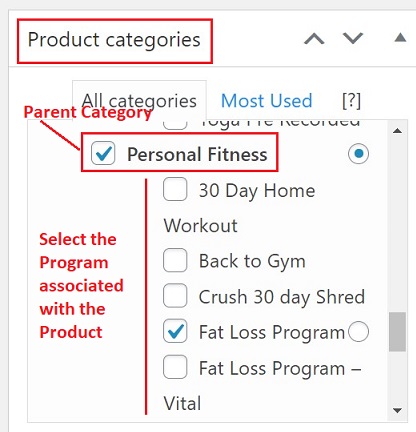 Product categories
All categories Most Used [?]
Parent Category
Yoga Pre Recorded
Personal Fitness
30 Day Home
Workout
Back to Gym
Crush 30 day Shred
Fat Loss Program
Fat Loss Program –
Vital
Select the
Program
associated
with the
Product